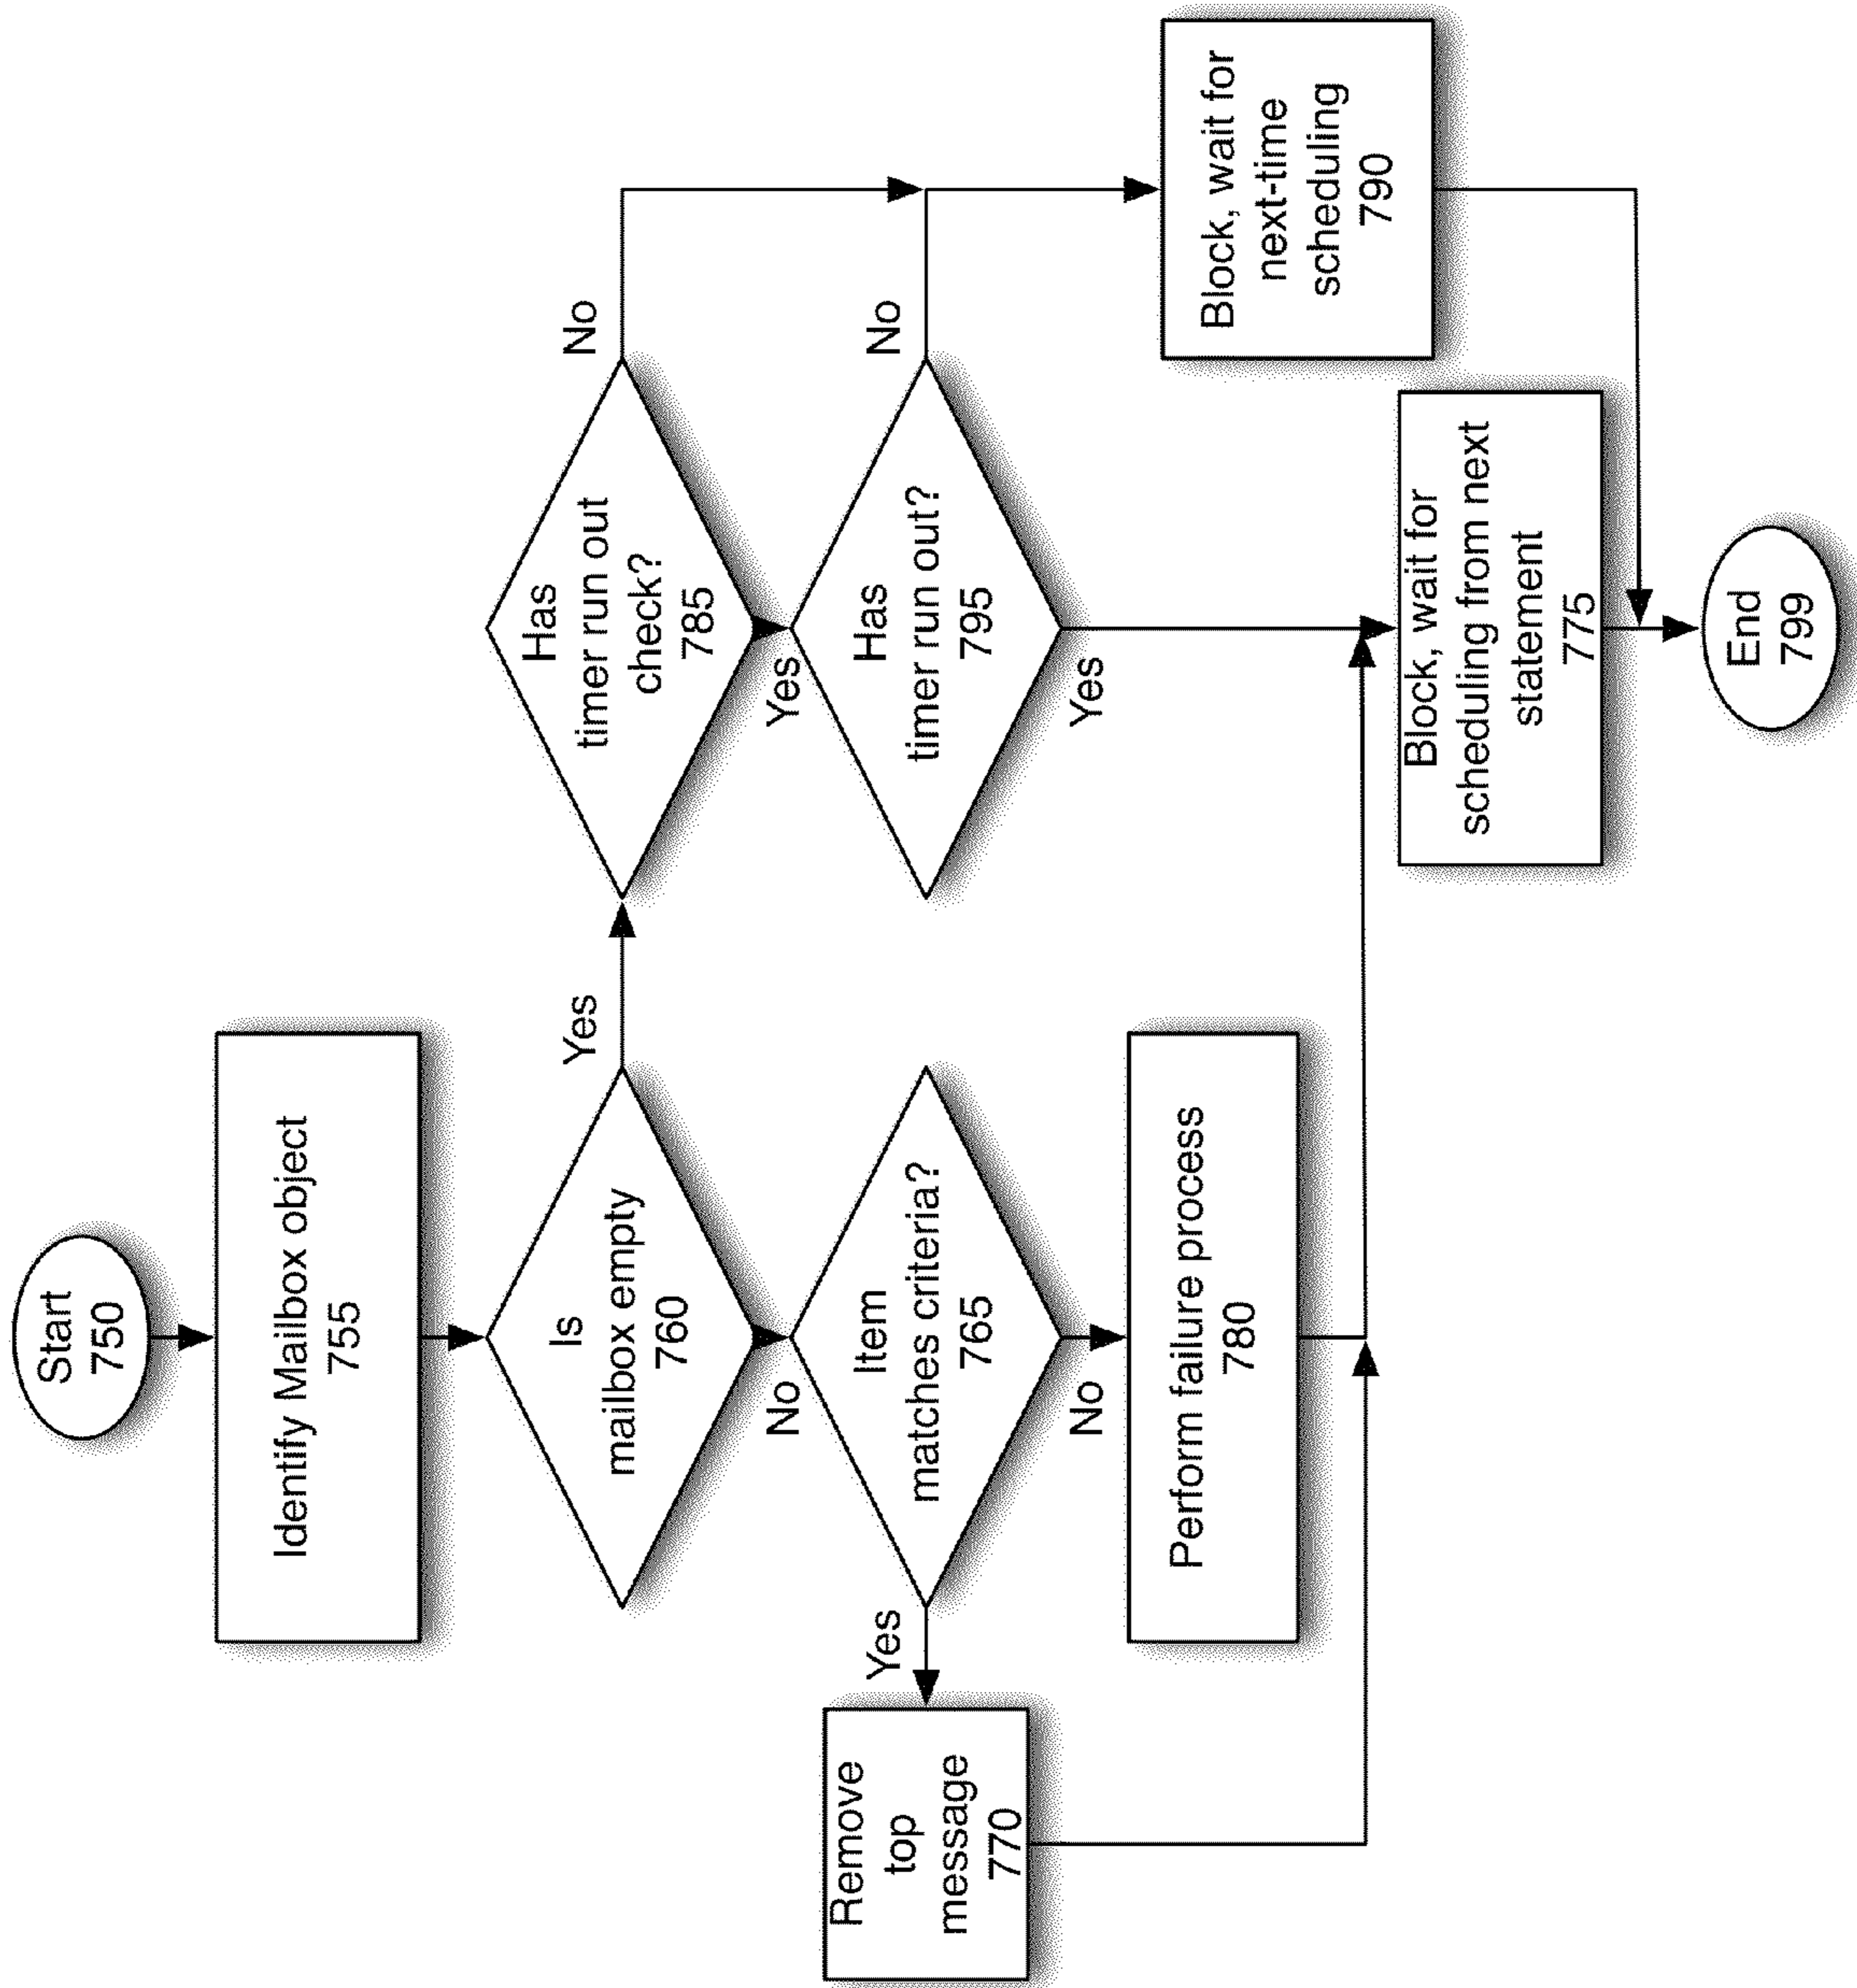 Start
750
Identify Mailbox object
755
Is
mailbox empty
760
Yes
No
Has
timer run out
check?
785
No
Yes
Item
matches criteria?
765
Yes
No
Has
timer run out?
795
No
Yes
Remove
top
message
770
Perform failure process
780
Block, wait for
next-time
scheduling
790
Block, wait for
scheduling from next
statement
775
End
799